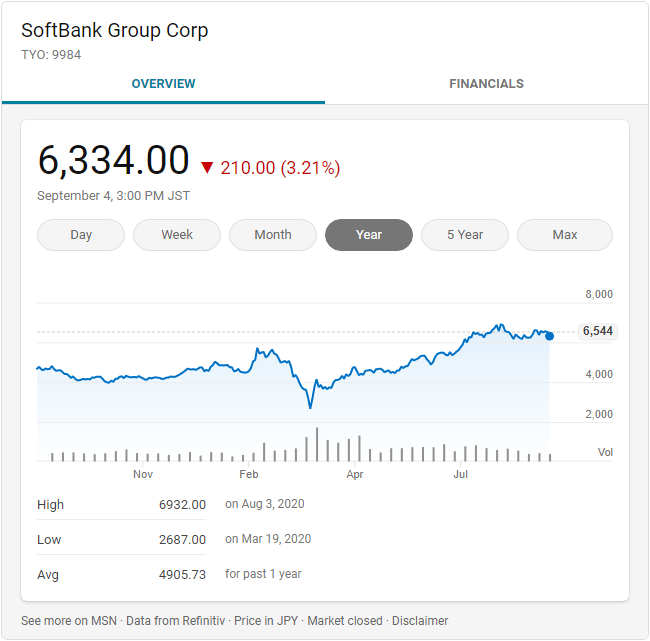 SoftBank Group Corp
TYO: 9984
OVERVIEW FINANCIALS
6,334.00 ▼ 210.00 (3.21%)
September 4, 3:00 PM JST
Day Week Month Year 5 Year Max
8,000
6,544
4,000
2,000
Vol
Nov Feb Apr Jul
High 6932.00 on Aug 3, 2020
Low 2687.00 on Mar 19, 2020
Avg 4905.73 for past 1 year
See more on MSN · Data from Refinitiv · Price in JPY · Market closed · Disclaimer